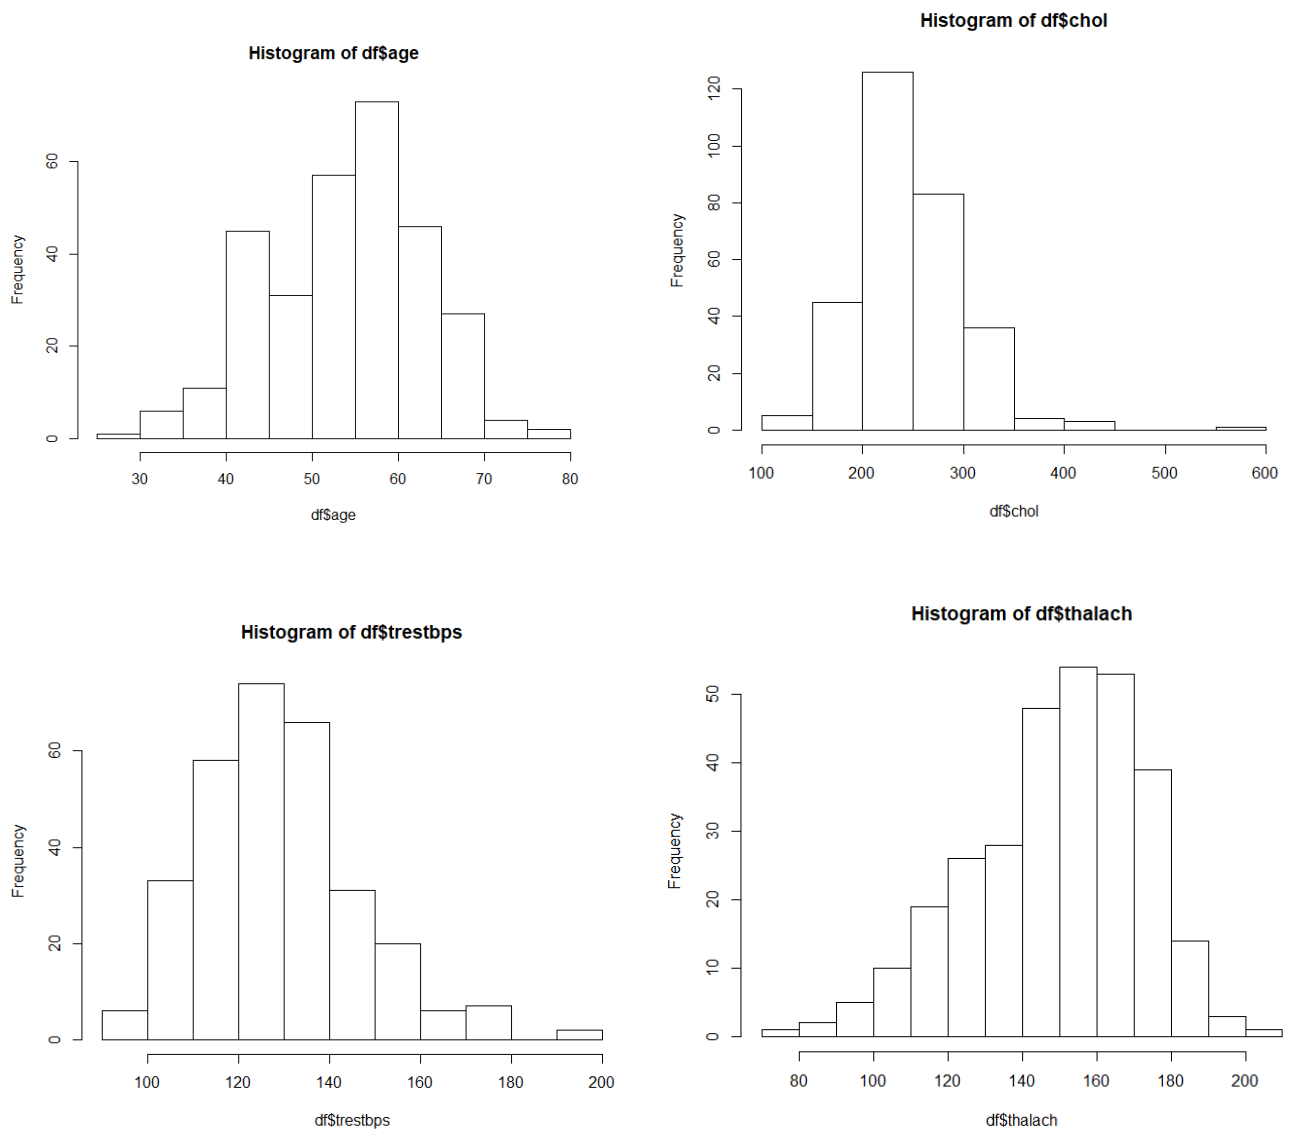 Histogram of df$age
Frequency
0
20
40
60
30 40 50 60 70 80
df$age
Histogram of df$chol
Frequency
0
20
40
60
80
100
120
100 200 300 400 500 600
df$chol
Histogram of df$trestbps
Frequency
0
20
40
60
100 120 140 160 180 200
df$trestbps
Histogram of df$thalach
Frequency
0
10
20
30
40
50
80 100 120 140 160 180 200
df$thalach